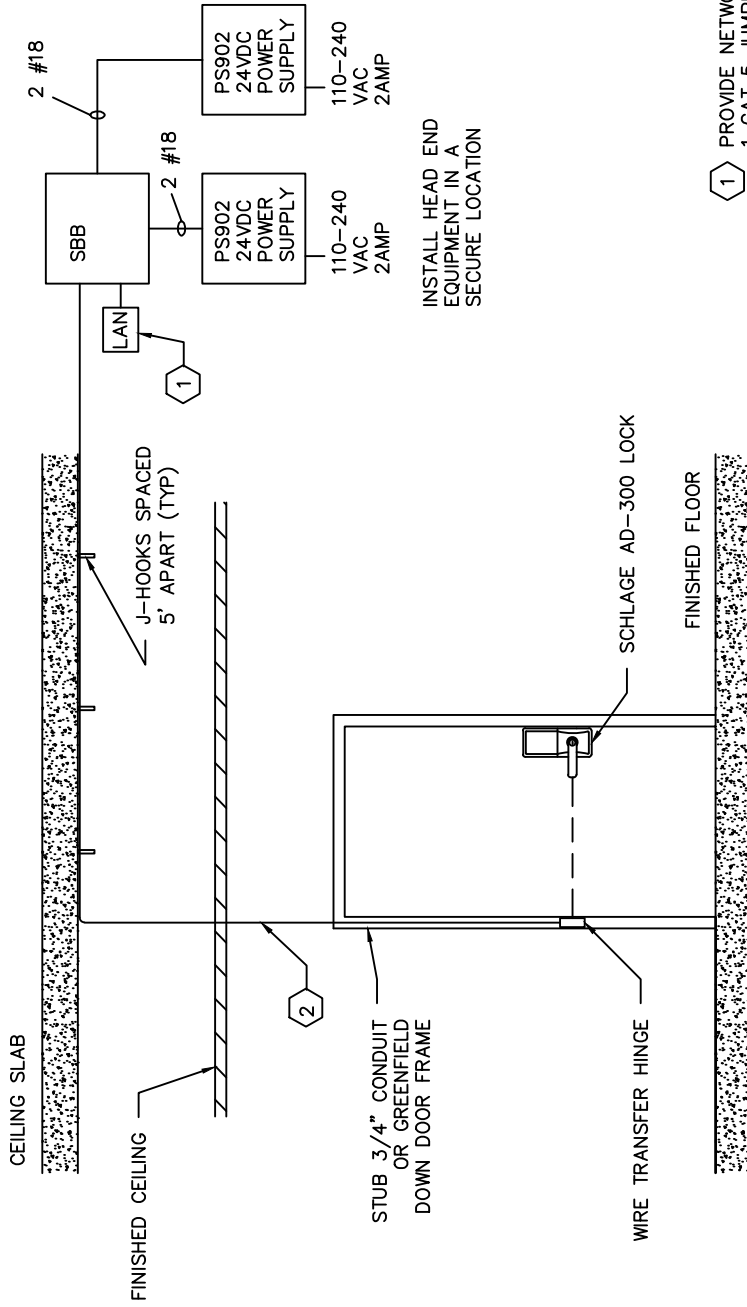 CEILING SLAB
FINISHED CEILING
J-HOOKS SPACED
5' APART (TYP)
SBB
LAN
1
2 #18
2 #18
PS902
24VDC
POWER
SUPPLY
110-240
VAC
2AMP
PS902
24VDC
POWER
SUPPLY
110-240
VAC
2AMP
INSTALL HEAD END
EQUIPMENT IN A
SECURE LOCATION
2
STUB 3/4" CONDUIT
OR GREENFIELD
DOWN DOOR FRAME
WIRE TRANSFER HINGE
SCHLAGE AD-300 LOCK
FINISHED FLOOR
1 PROVIDE
1 CAT 5